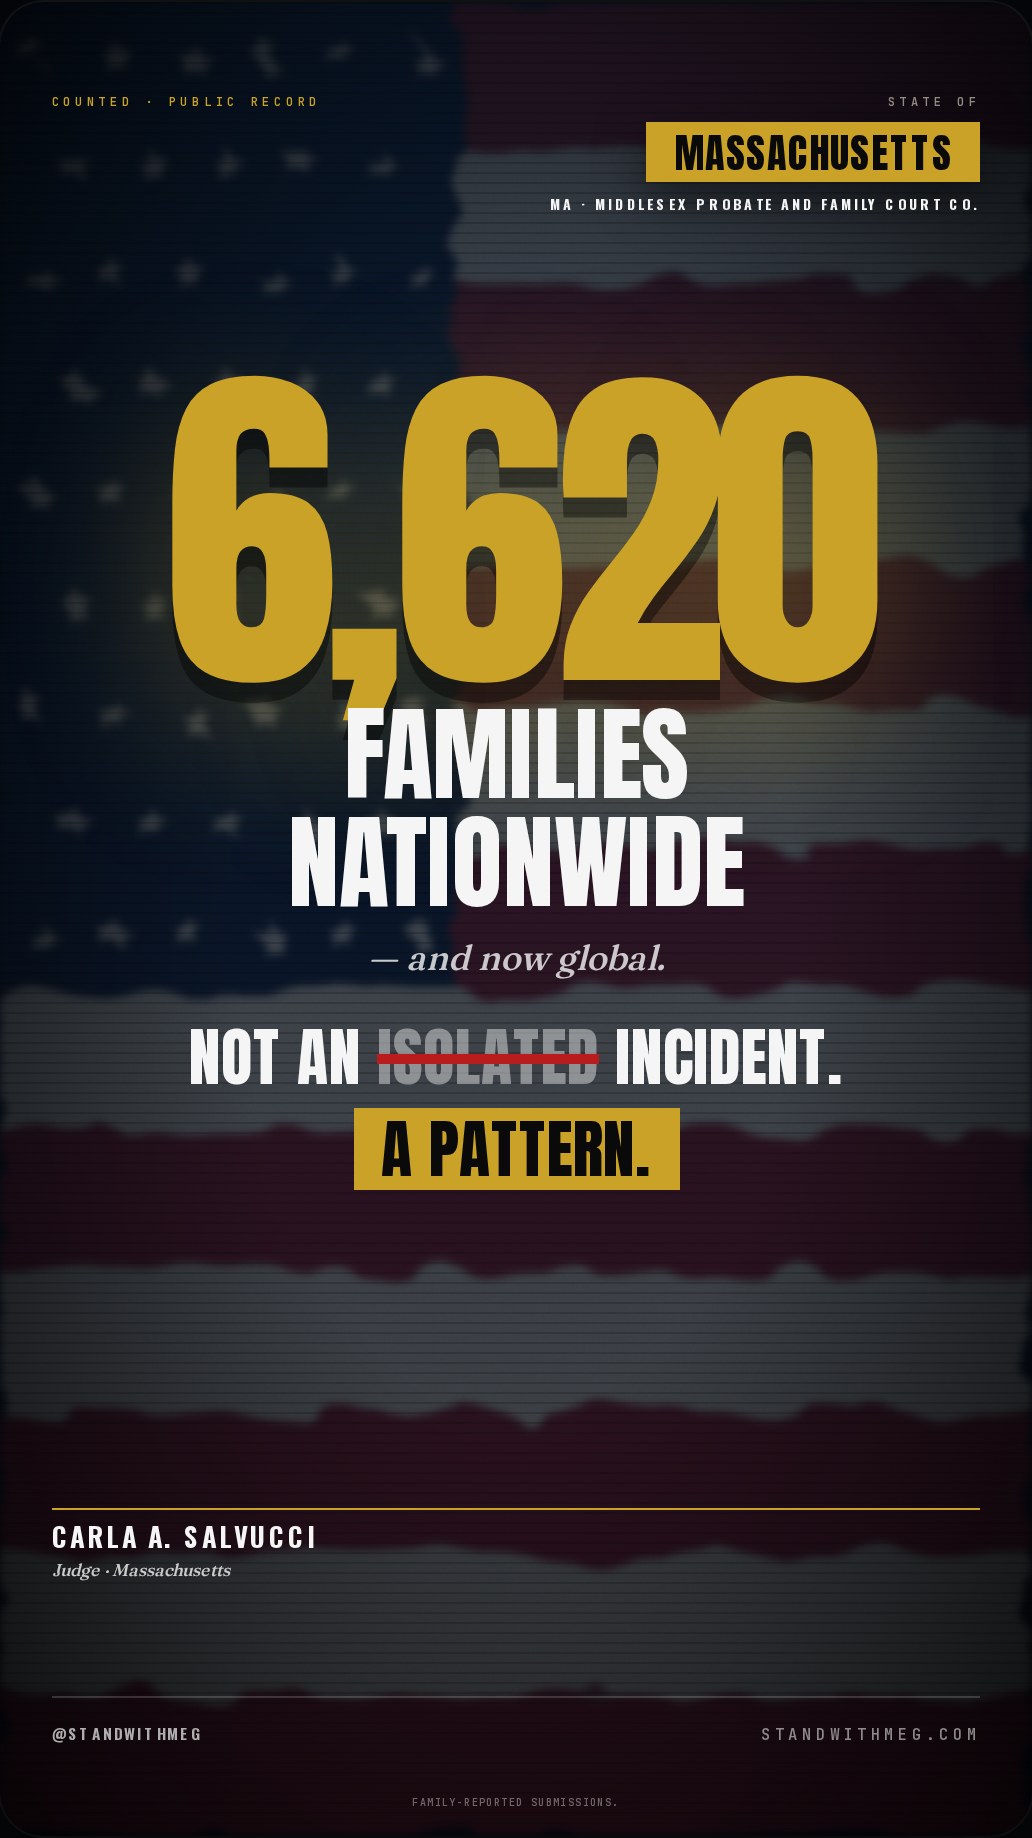 COUNTED · PUBLIC RECORD
STATE OF
MASSACHUSETTS
MA · MIDDLESEX PROBATE AND FAMILY COURT CO.
6,620
FAMILIES
NATIONWIDE
— and now global.
NOT AN ISOLATED INCIDENT.
A PATTERN.
CARLA A. SALVUCCI
Judge · Massachusetts
@STANDWITHMEG
STANDWITHMEG.COM
FAMILY-REPORTED SUBMISSIONS.